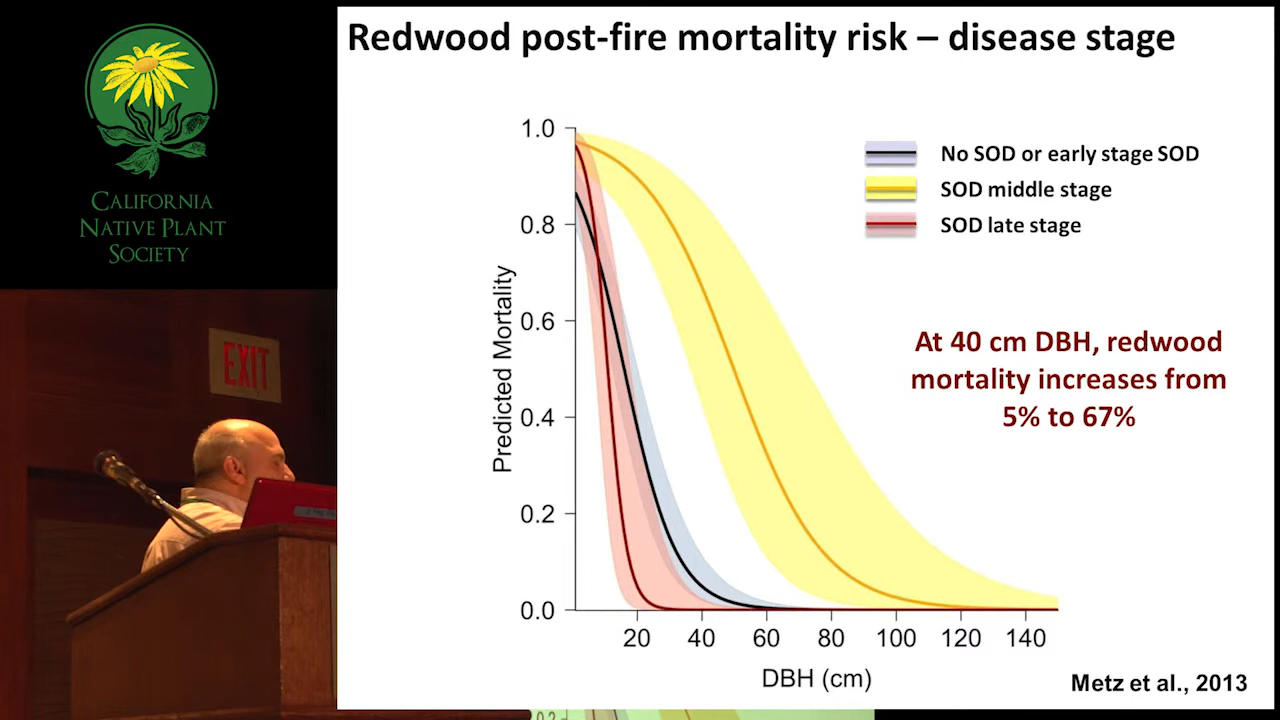 CALIFORNIA
NATIVE PLANT
SOCIETY
EXIT
Redwood post-fire mortality risk – disease stage
No SOD or early stage SOD
SOD middle stage
SOD late stage
At 40 cm DBH, redwood
mortality increases from
5% to 67%
Predicted Mortality
1.0
0.8
0.6
0.4
0.2
0.0
20 40 60 80 100 120 140
DBH (cm)
Metz et al., 2013